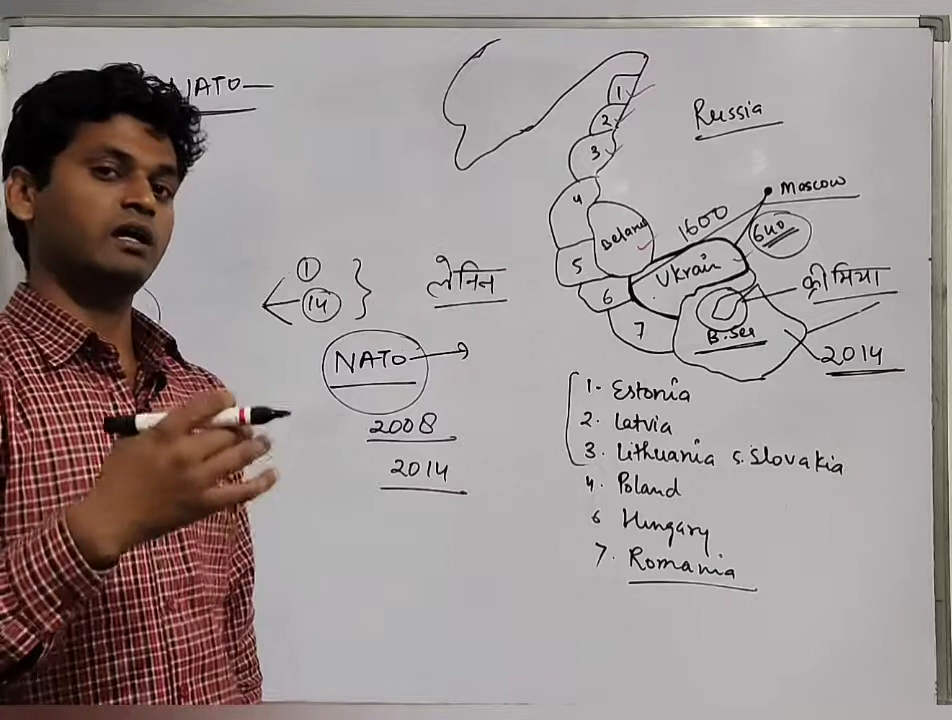 NATO
1
14
लेनिन
NATO
2008
2014
1
2
3
4
5
6
7
Belarus
Russia
Moscow
1600
640
Ukrain
क्रीमिया
B.Sea
2014
1. Estonia
2. Latvia
3. Lithuania 5. Slovakia
4. Poland
6 Hungary
7. Romania